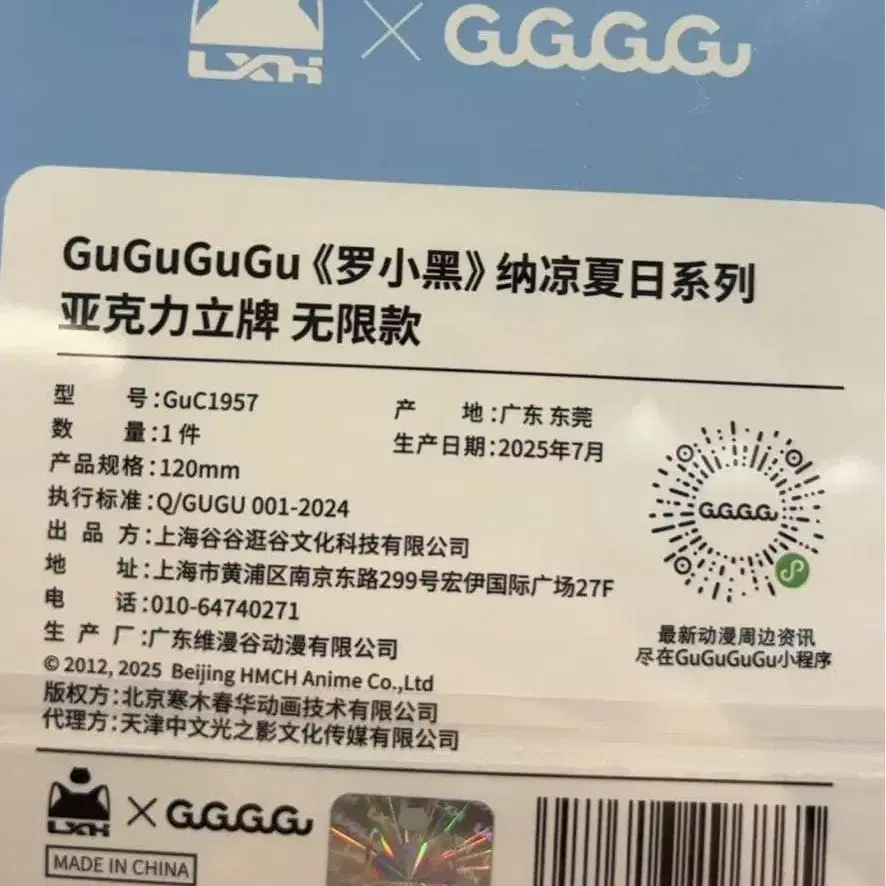 LXH × GuGuGuGu
GuGuGuGu《罗小黑》纳凉夏日系列
亚克力立牌 无限款
型 号:GuC1957
产 地:广东 东莞
数 量:1 件
生产日期:2025年7月
产品规格:120mm
执行标准:Q/GUGU 001-2024
出 品 方:上海谷谷逛谷文化科技有限公司
地 址:上海市黄浦区南京东路299号宏伊国际广场27F
电 话:010-64740271
生 产 厂:广东维漫谷动漫有限公司
© 2012, 2025 Beijing HMCH Anime Co.,Ltd
版权方:北京寒木春华动画技术有限公司
代理方:天津中文光之影文化传媒有限公司
GuGuGuGu
最新动漫周边资讯
尽在GuGuGuGu小程序
LXH × GuGuGuGu
MADE IN CHINA